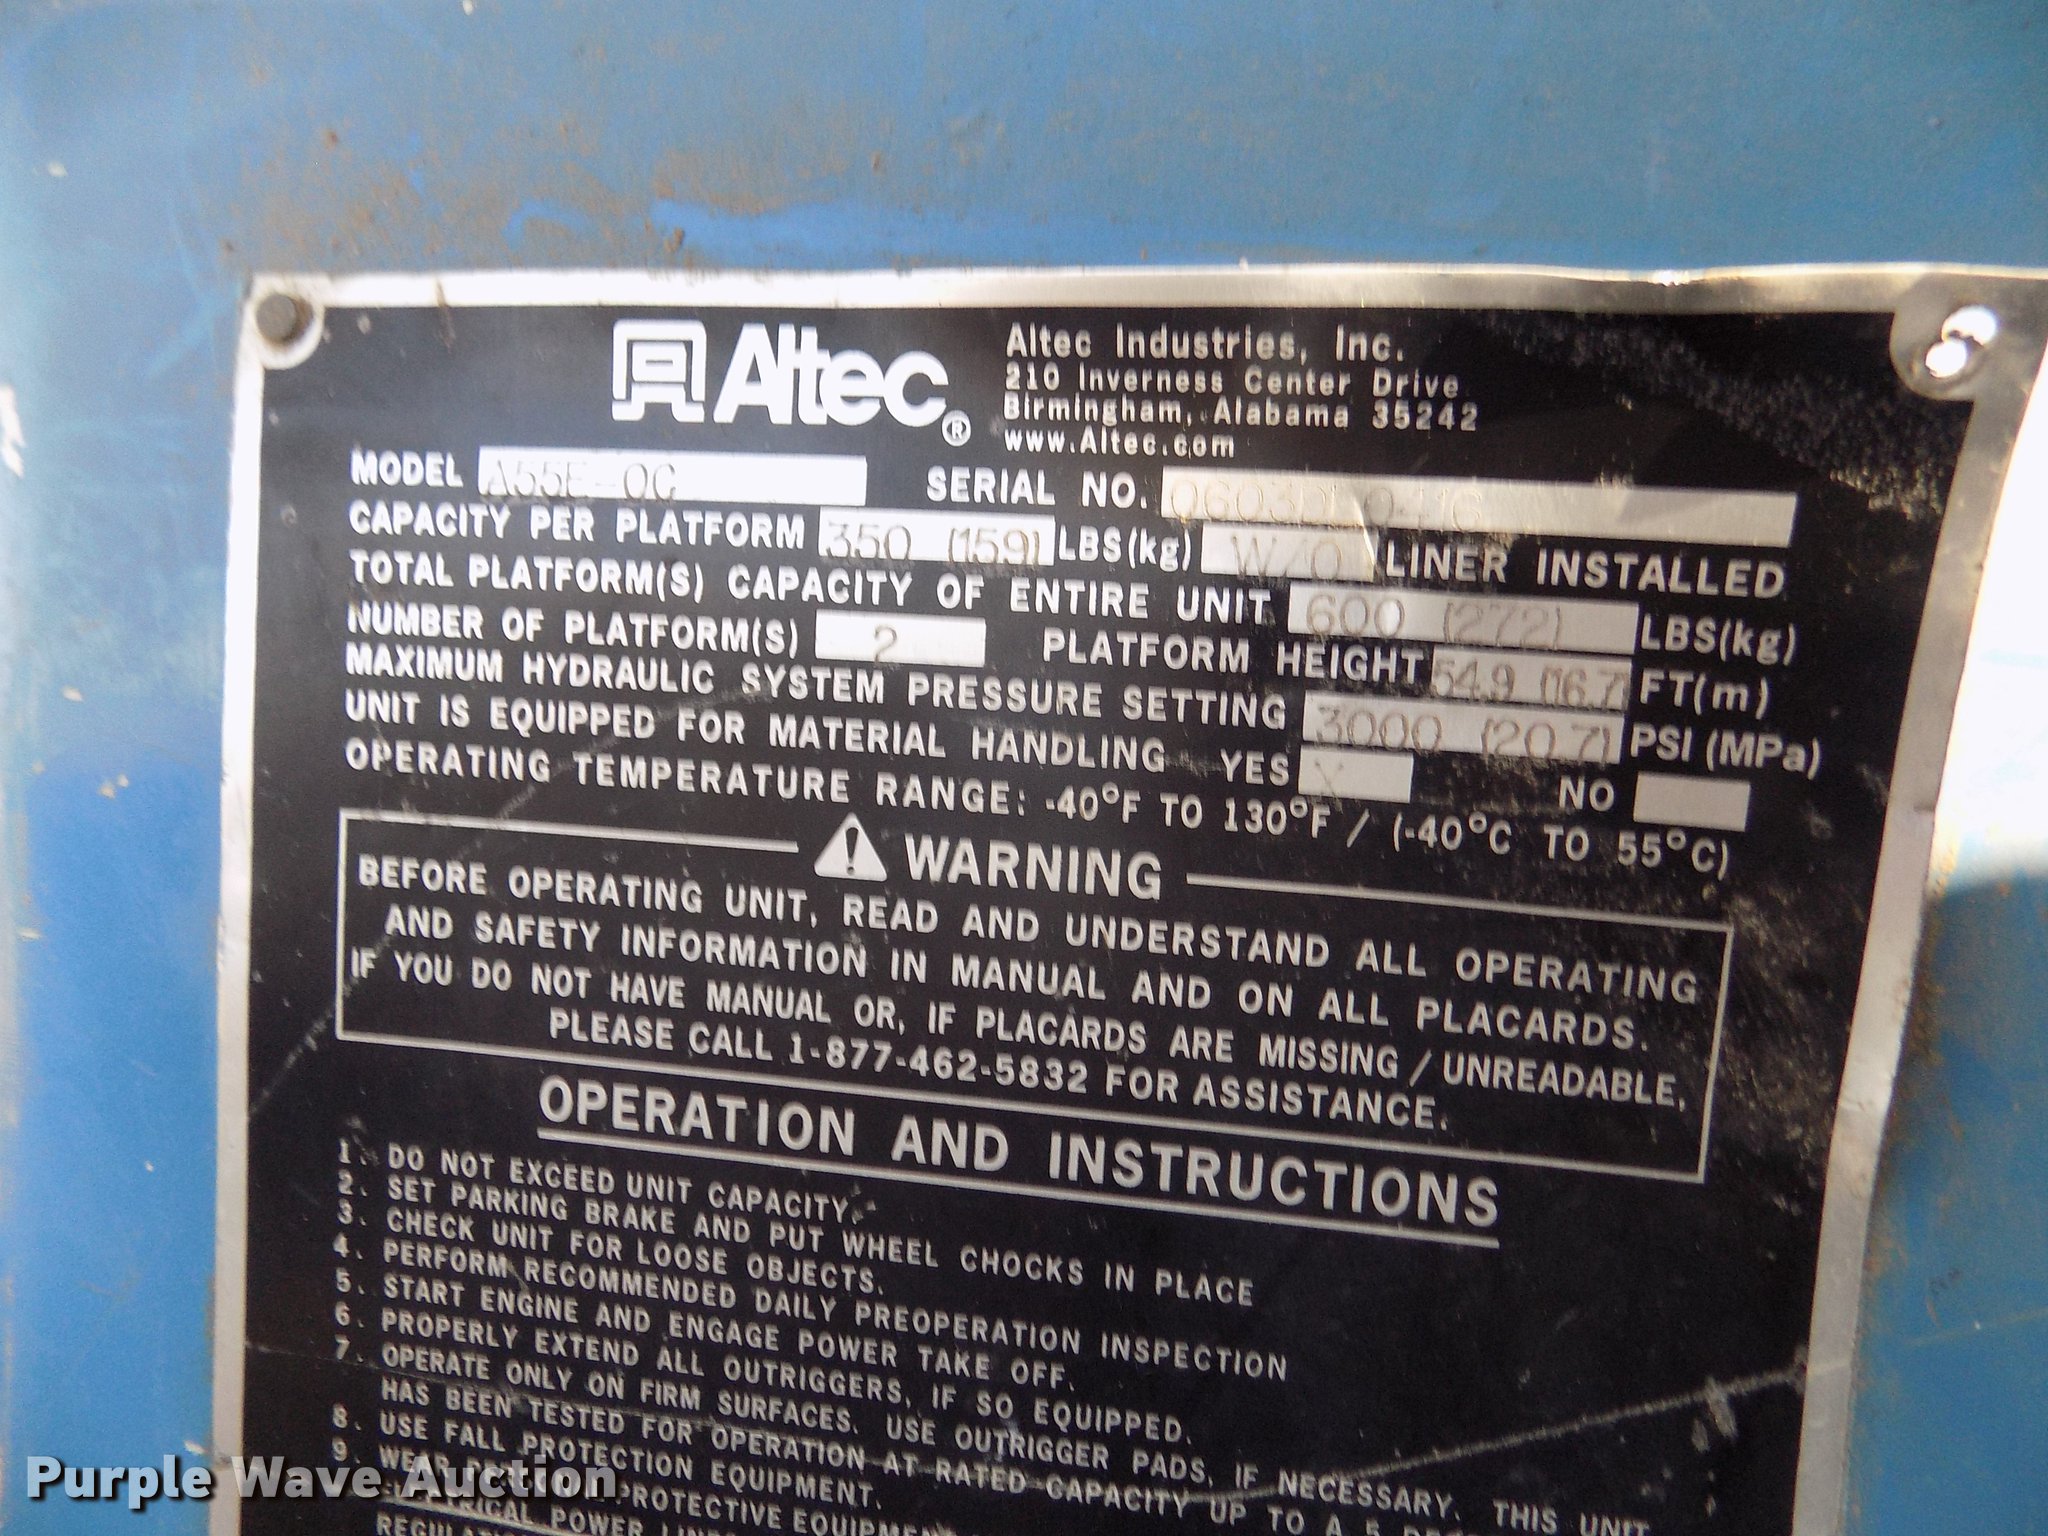 Altec®
Altec Industries, Inc.
210 Inverness Center Drive
Birmingham, Alabama 35242
www.Altec.com
MODEL A55E-OC SERIAL NO.
CAPACITY PER PLATFORM 350 (159) LBS(kg) W/O LINER INSTALLED
TOTAL PLATFORM(S) CAPACITY OF ENTIRE UNIT 600 (272) LBS(kg)
NUMBER OF PLATFORM(S) 2 PLATFORM HEIGHT 54.9 (16.7) FT(m)
MAXIMUM HYDRAULIC SYSTEM PRESSURE SETTING 3000 (20.7) PSI (MPa)
UNIT IS EQUIPPED FOR MATERIAL HANDLING YES X NO
OPERATING TEMPERATURE RANGE: -40°F TO 130°F / (-40°C TO 55°C)
WARNING
BEFORE OPERATING UNIT, READ AND UNDERSTAND ALL OPERATING
AND SAFETY INFORMATION IN MANUAL AND ON ALL PLACARDS.
IF YOU DO NOT HAVE MANUAL OR, IF PLACARDS ARE MISSING / UNREADABLE,
PLEASE CALL 1-877-462-5832 FOR ASSISTANCE.
OPERATION AND INSTRUCTIONS
1. DO NOT EXCEED UNIT CAPACITY.
2. SET PARKING BRAKE AND PUT WHEEL CHOCKS IN PLACE
3. CHECK UNIT FOR LOOSE OBJECTS.
4. PERFORM RECOMMENDED DAILY PREOPERATION INSPECTION
5. START ENGINE AND ENGAGE POWER TAKE OFF.
6. PROPERLY EXTEND ALL OUTRIGGERS, IF SO EQUIPPED.
7. OPERATE ONLY ON FIRM SURFACES. USE OUTRIGGER PADS, IF NECESSARY. THIS UNIT
HAS BEEN TESTED FOR OPERATION AT RATED CAPACITY UP TO A 5
8. USE FALL PROTECTION EQUIPMENT.
9. WEAR PROTECTIVE
POWER
Purple Wave Auction